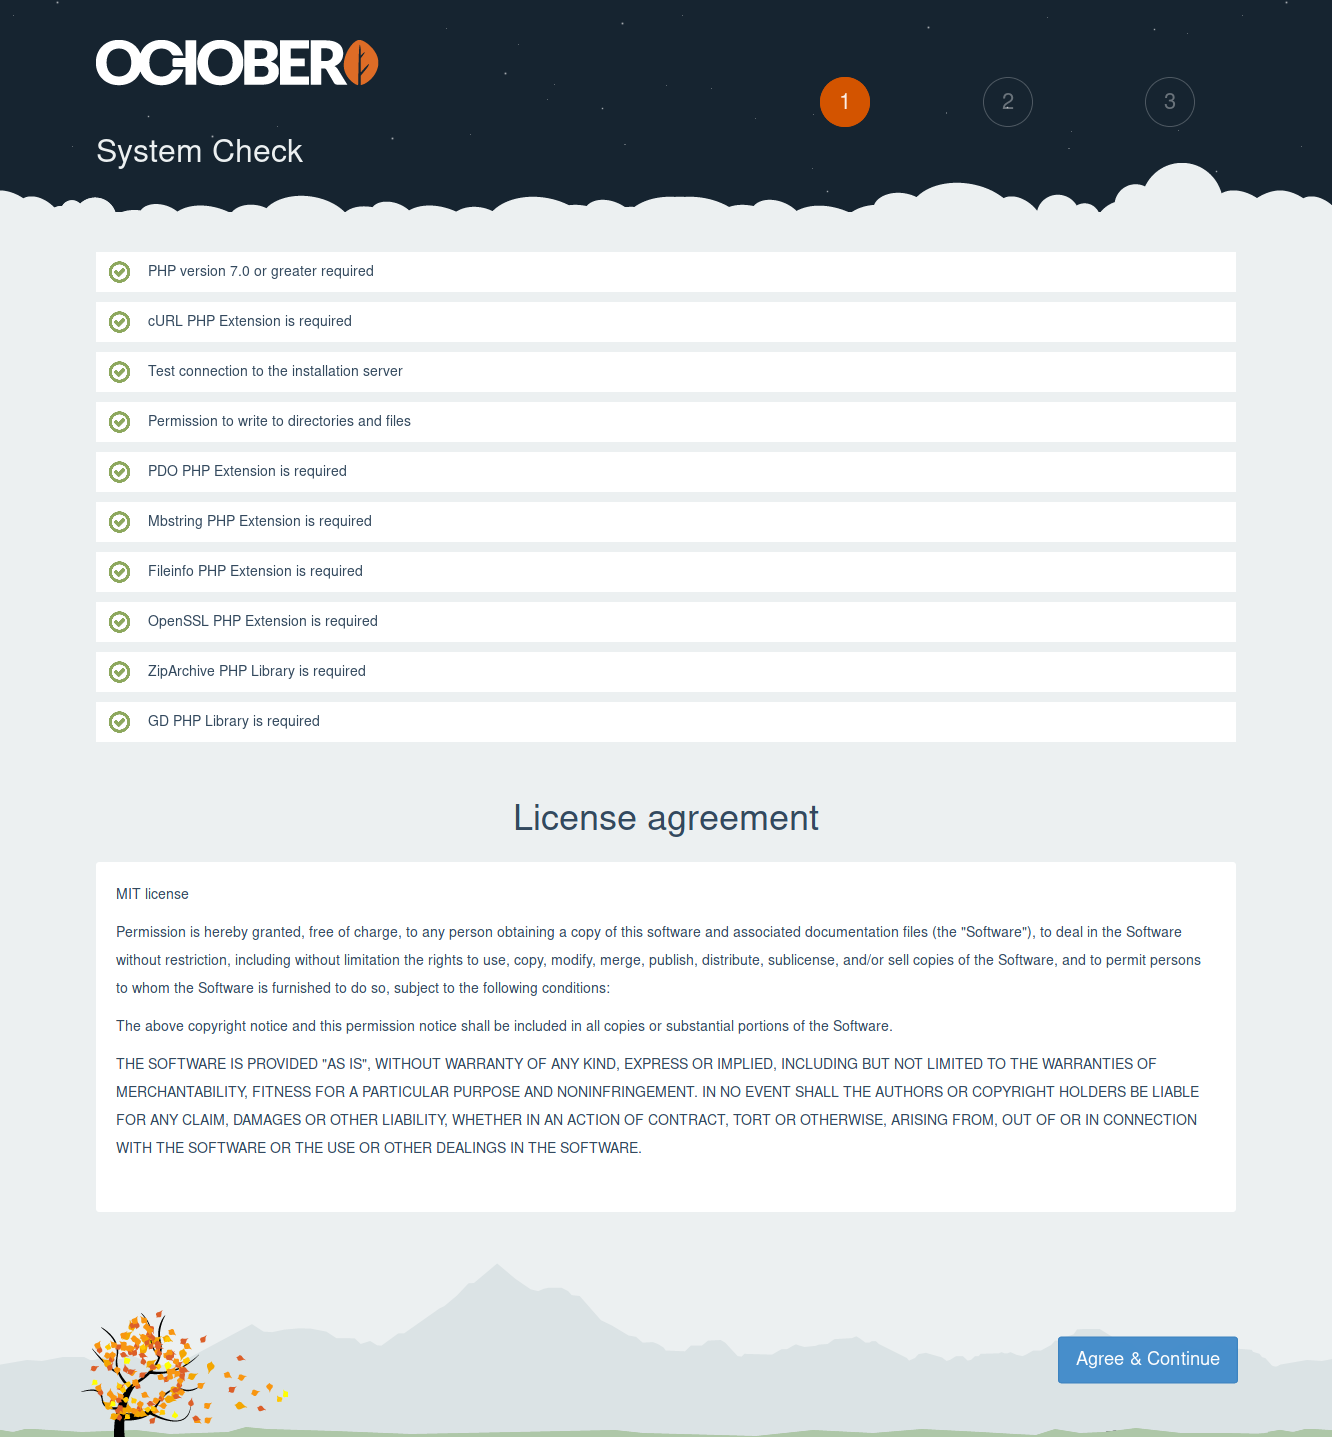 OCTOBER
1
2
3
System Check
PHP version 7.0 or greater required
cURL PHP Extension is required
Test connection to the installation server
Permission to write to directories and files
PDO PHP Extension is required
Mbstring PHP Extension is required
Fileinfo PHP Extension is required
OpenSSL PHP Extension is required
ZipArchive PHP Library is required
GD PHP Library is required
License agreement
MIT license
Permission is hereby granted, free of charge, to any person obtaining a copy of this software and associated documentation files (the "Software"), to deal in the Software
without restriction, including without limitation the rights to use, copy, modify, merge, publish, distribute, sublicense, and/or sell copies of the Software, and to permit persons
to whom the Software is furnished to do so, subject to the following conditions:
The above copyright notice and this permission notice shall be included in all copies or substantial portions of the Software.
THE SOFTWARE IS PROVIDED "AS IS", WITHOUT WARRANTY OF ANY KIND, EXPRESS OR IMPLIED, INCLUDING BUT NOT LIMITED TO THE WARRANTIES OF
MERCHANTABILITY, FITNESS FOR A PARTICULAR PURPOSE AND NONINFRINGEMENT. IN NO EVENT SHALL THE AUTHORS OR COPYRIGHT HOLDERS BE LIABLE
FOR ANY CLAIM, DAMAGES OR OTHER LIABILITY, WHETHER IN AN ACTION OF CONTRACT, TORT OR OTHERWISE, ARISING FROM, OUT OF OR IN CONNECTION
WITH THE SOFTWARE OR THE USE OR OTHER DEALINGS IN THE SOFTWARE.
Agree & Continue